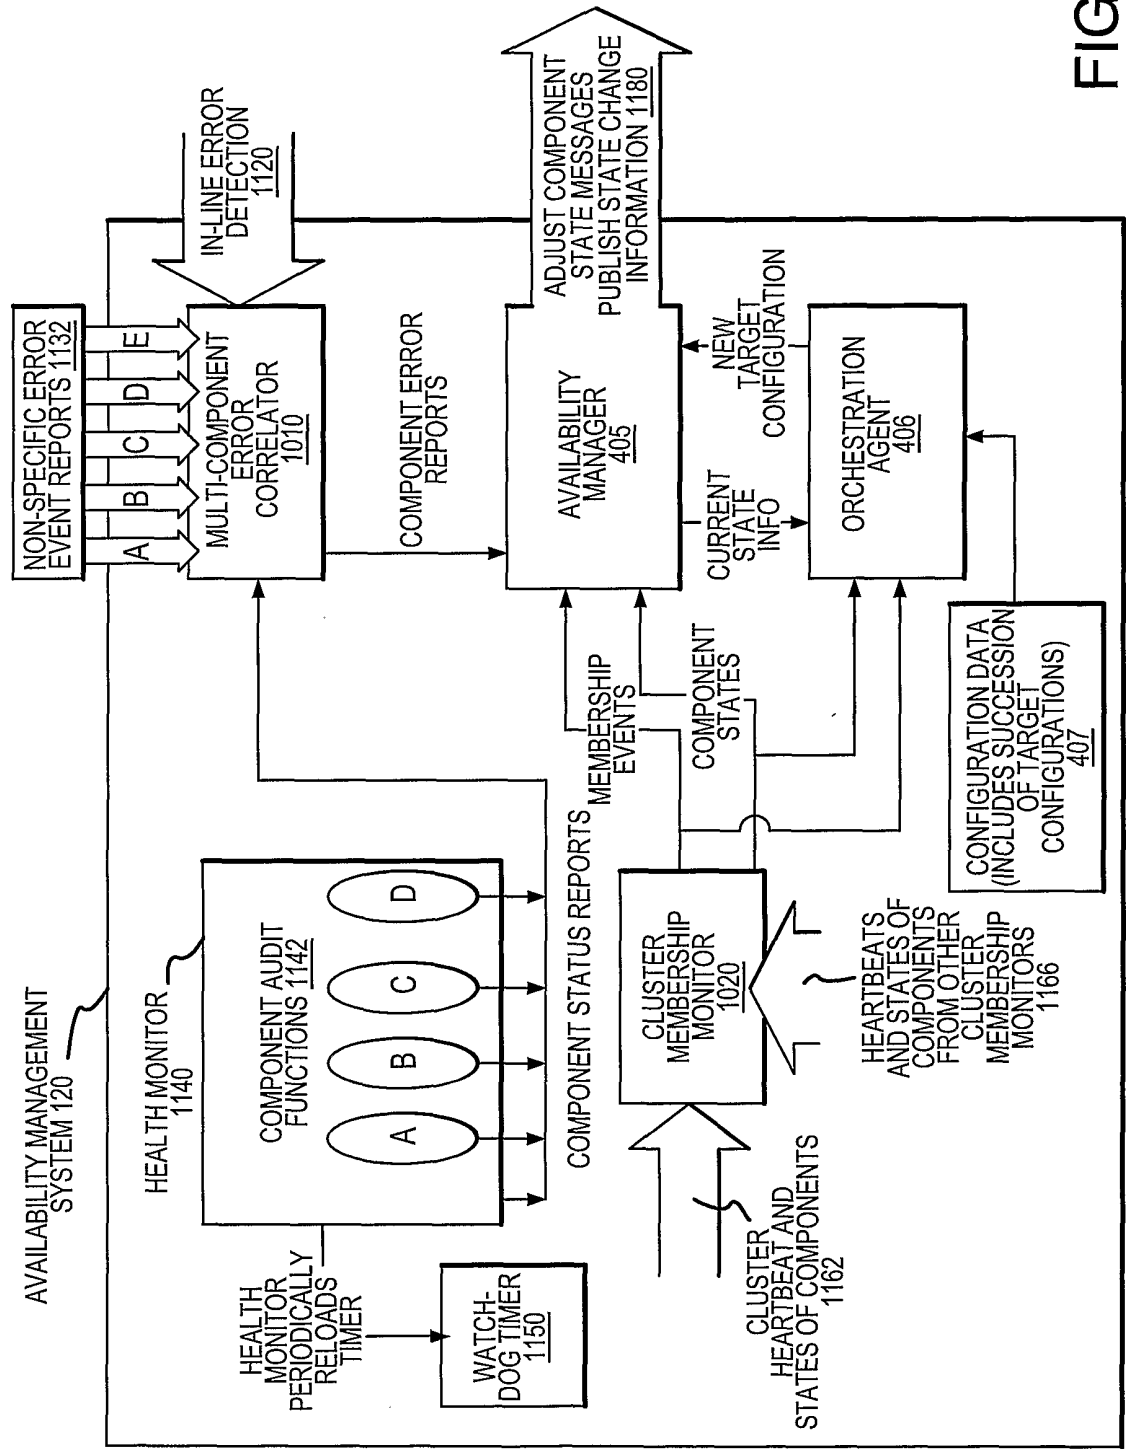 AVAILABILITY MANAGEMENT
SYSTEM 120
HEALTH MONITOR
1140
COMPONENT AUDIT
FUNCTIONS 1142
A
B
C
D
HEALTH
MONITOR
PERIODICALLY
RELOADS
TIMER
WATCH-
DOG TIMER
1150
COMPONENT STATUS REPORTS
NON-SPECIFIC ERROR
EVENT REPORTS 1132
A
B
C
D
E
MULTI-COMPONENT
ERROR
CORRELATOR
1010
IN-LINE ERROR
DETECTION
1120
COMPONENT ERROR
REPORTS
AVAILABILITY
MANAGER
405
ADJUST COMPONENT
STATE MESSAGES
PUBLISH STATE CHANGE
INFORMATION 1180
MEMBERSHIP
EVENTS
COMPONENT
STATES
CURRENT
STATE
INFO
NEW
TARGET
CONFIGURATION
ORCHESTRATION
AGENT
406
CLUSTER
MEMBERSHIP
MONITOR
1020
CLUSTER
HEARTBEAT AND
STATES OF COMPONENTS
1162
HEARTBEATS
AND STATES OF
COMPONENTS
FROM OTHER
CLUSTER
MEMBERSHIP
MONITORS
1166
CONFIGURATION DATA
(INCLUDES SUCCESSION
OF TARGET
CONFIGURATIONS)
407
FIG